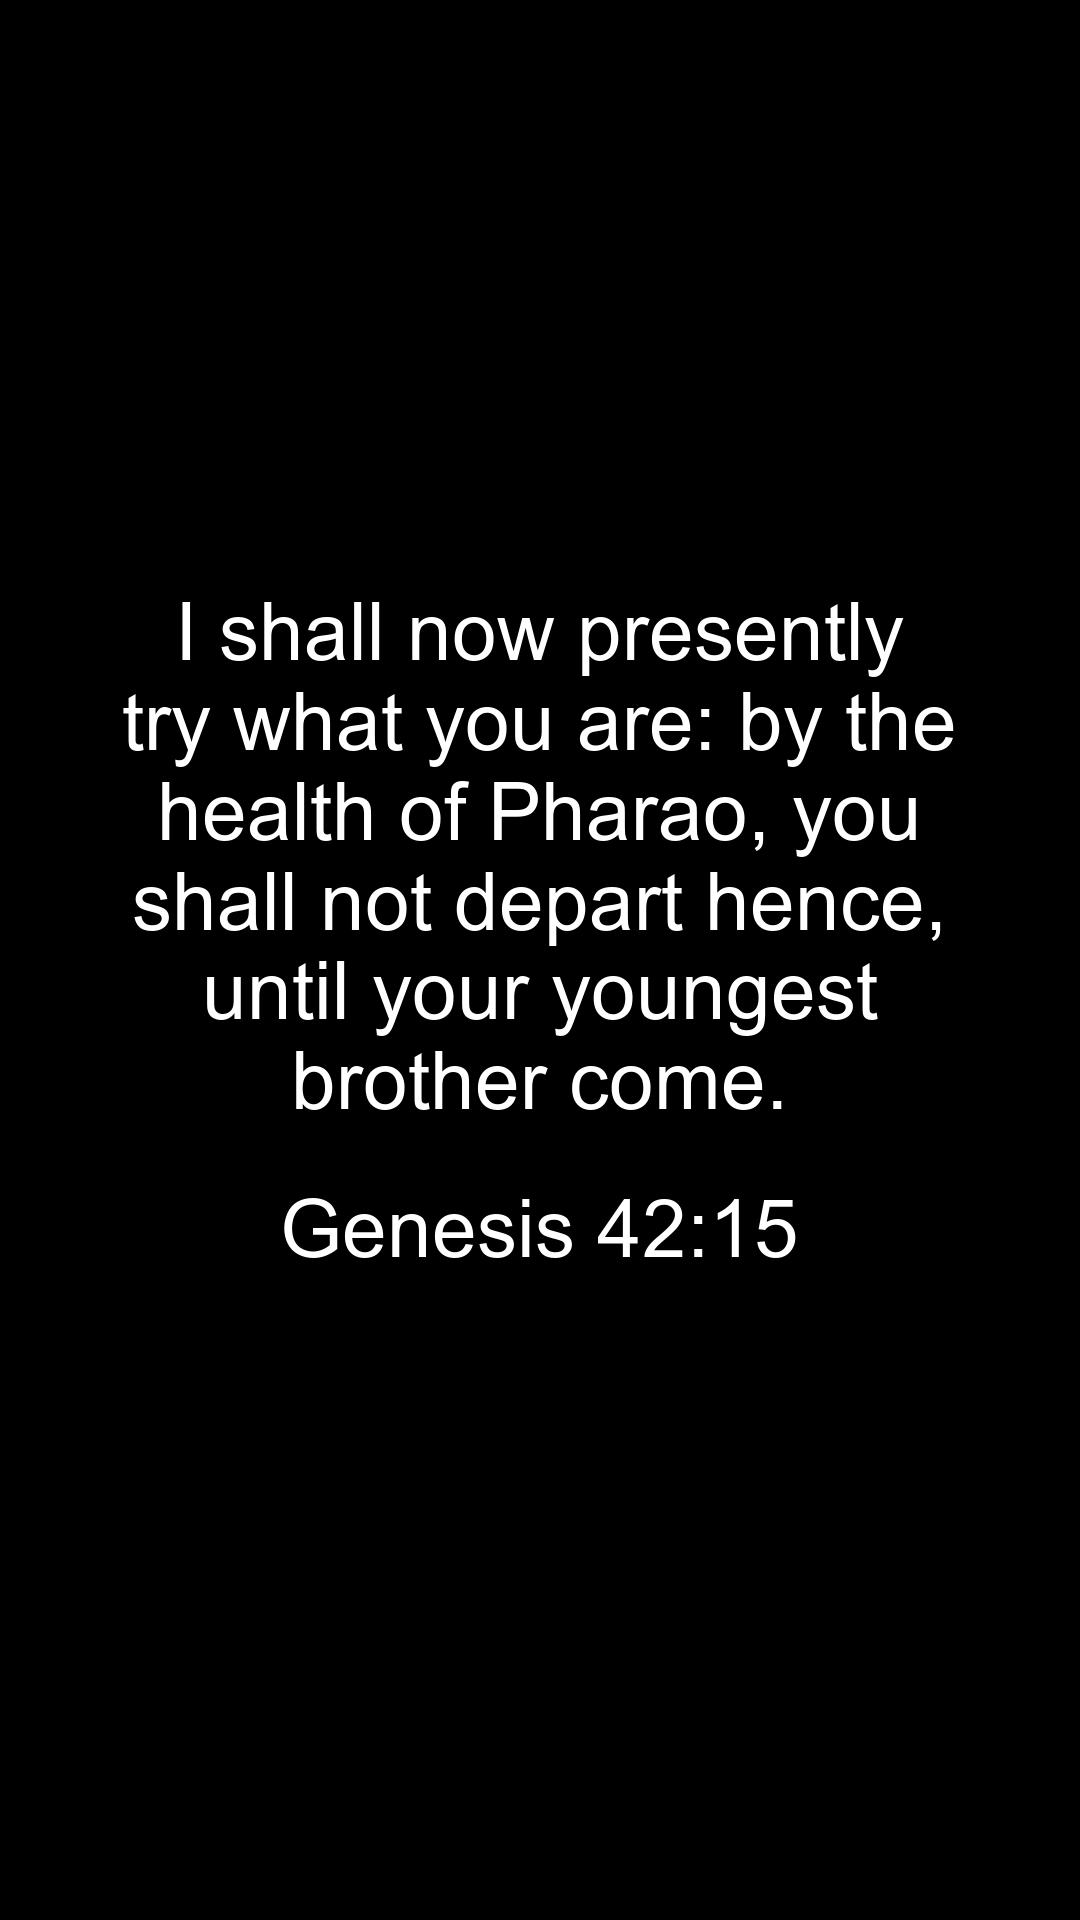 I shall now presently
try what you are: by the
health of Pharao, you
shall not depart hence,
until your youngest
brother come.
Genesis 42:15